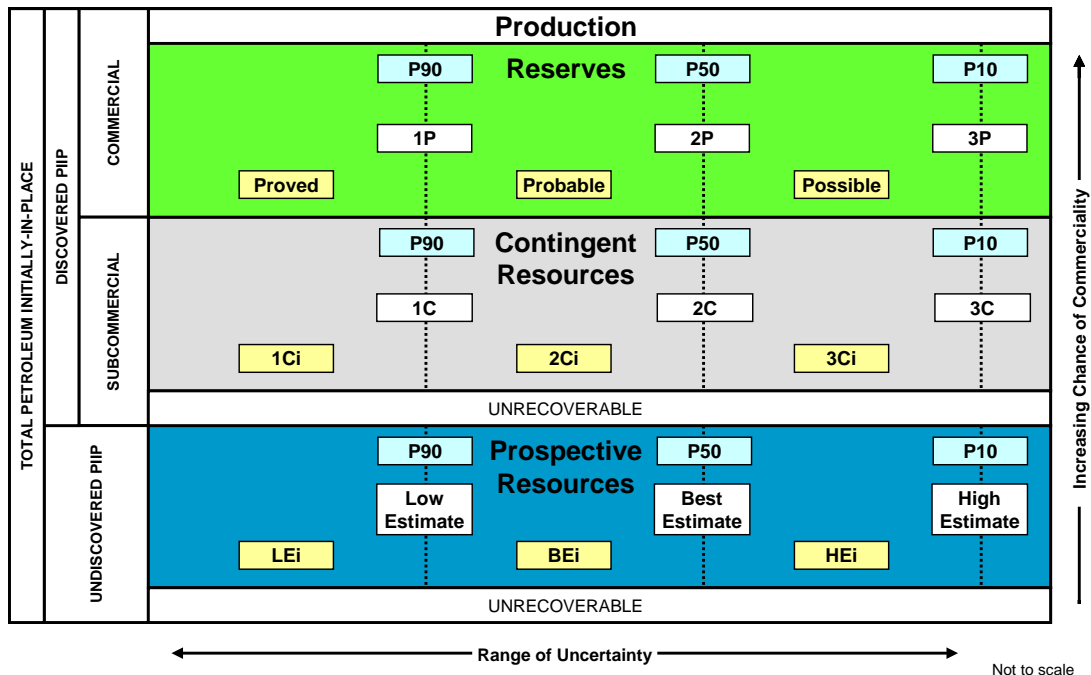 Production
TOTAL PETROLEUM INITIALLY-IN-PLACE
DISCOVERED PIIP
COMMERCIAL
P90
Reserves
P50
P10
1P
2P
3P
Proved
Probable
Possible
SUBCOMMERCIAL
P90
Contingent
Resources
P50
P10
1C
2C
3C
1Ci
2Ci
3Ci
UNRECOVERABLE
UNDISCOVERED PIIP
P90
Prospective
Resources
P50
P10
Low
Estimate
Best
Estimate
High
Estimate
LEi
BEi
HEi
UNRECOVERABLE
Increasing Chance of Commerciality
Range of Uncertainty
Not to scale